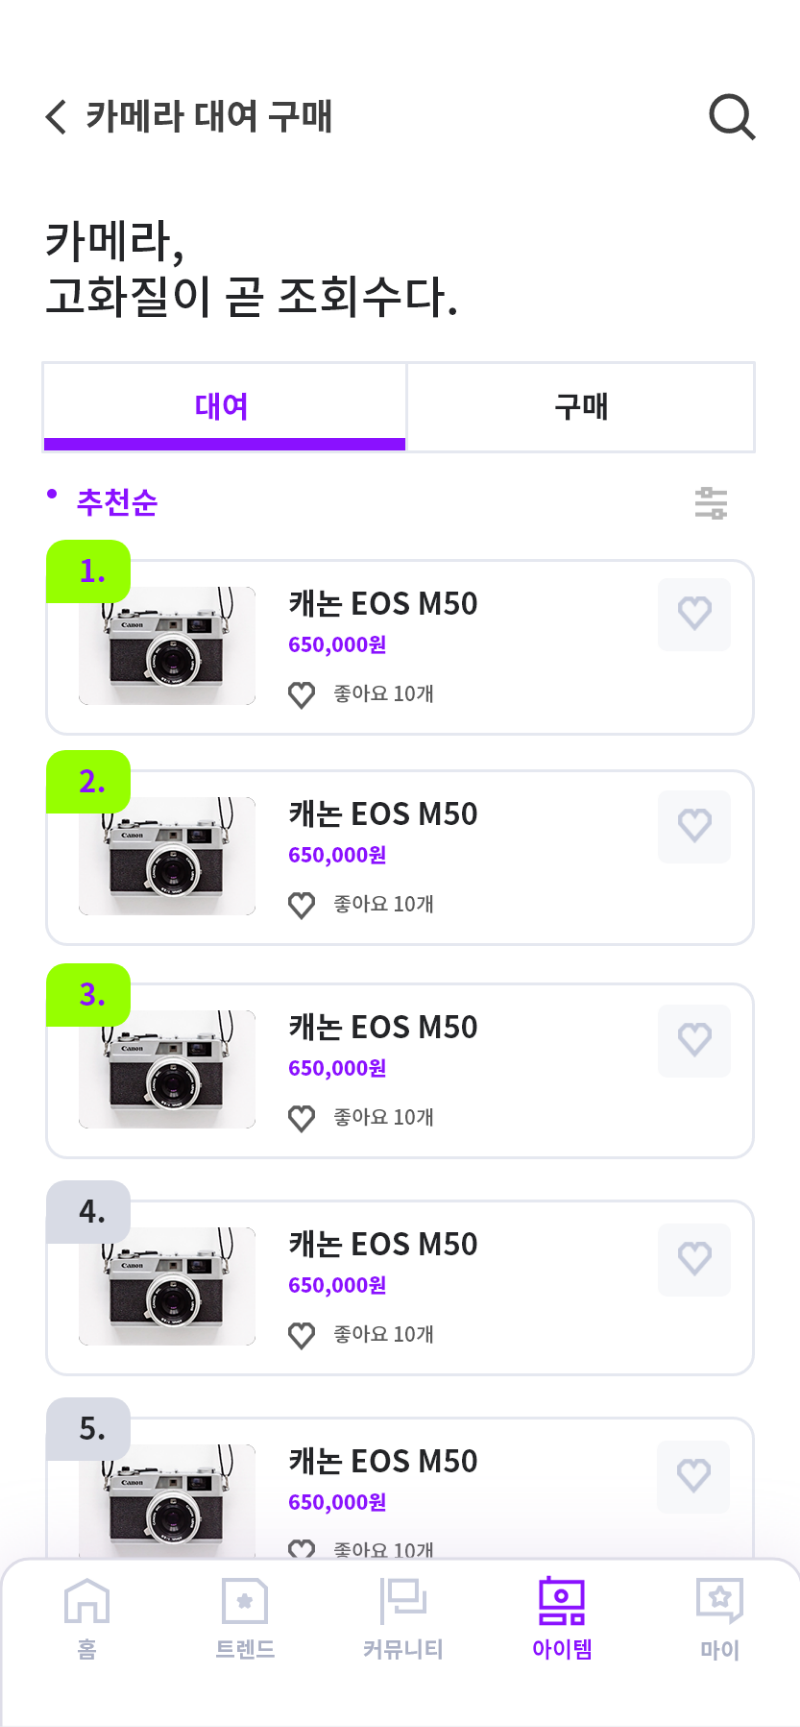 카메라 대여 구매
카메라,
고화질이 곧 조회수다.
대여 구매
추천순
1.
Canon
캐논 EOS M50
650,000원
좋아요 10개
2.
Canon
캐논 EOS M50
650,000원
좋아요 10개
3.
Canon
캐논 EOS M50
650,000원
좋아요 10개
4.
Canon
캐논 EOS M50
650,000원
좋아요 10개
5.
Canon
캐논 EOS M50
650,000원
좋아요 10개
홈 트렌드 커뮤니티 아이템 마이